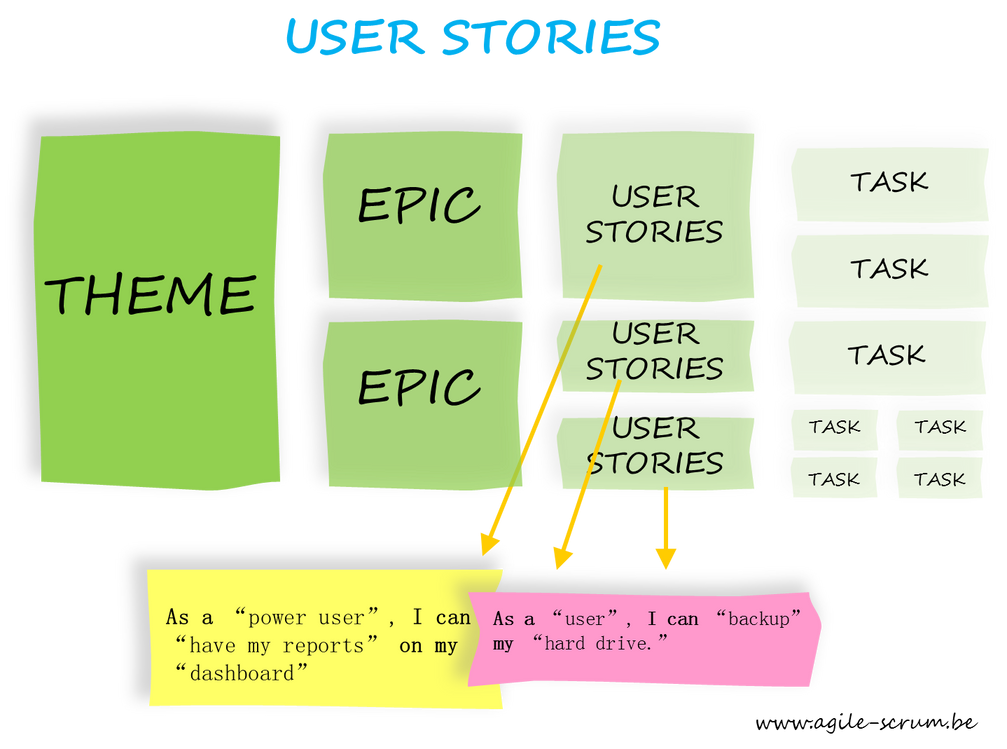 USER STORIES
THEME
EPIC
EPIC
USER
STORIES
USER
STORIES
USER
STORIES
TASK
TASK
TASK
TASK TASK
TASK TASK
As a “power user”, I can
“have my reports” on my
“dashboard”
As a “user”, I can “backup”
my “hard drive.”
www.agile-scrum.be